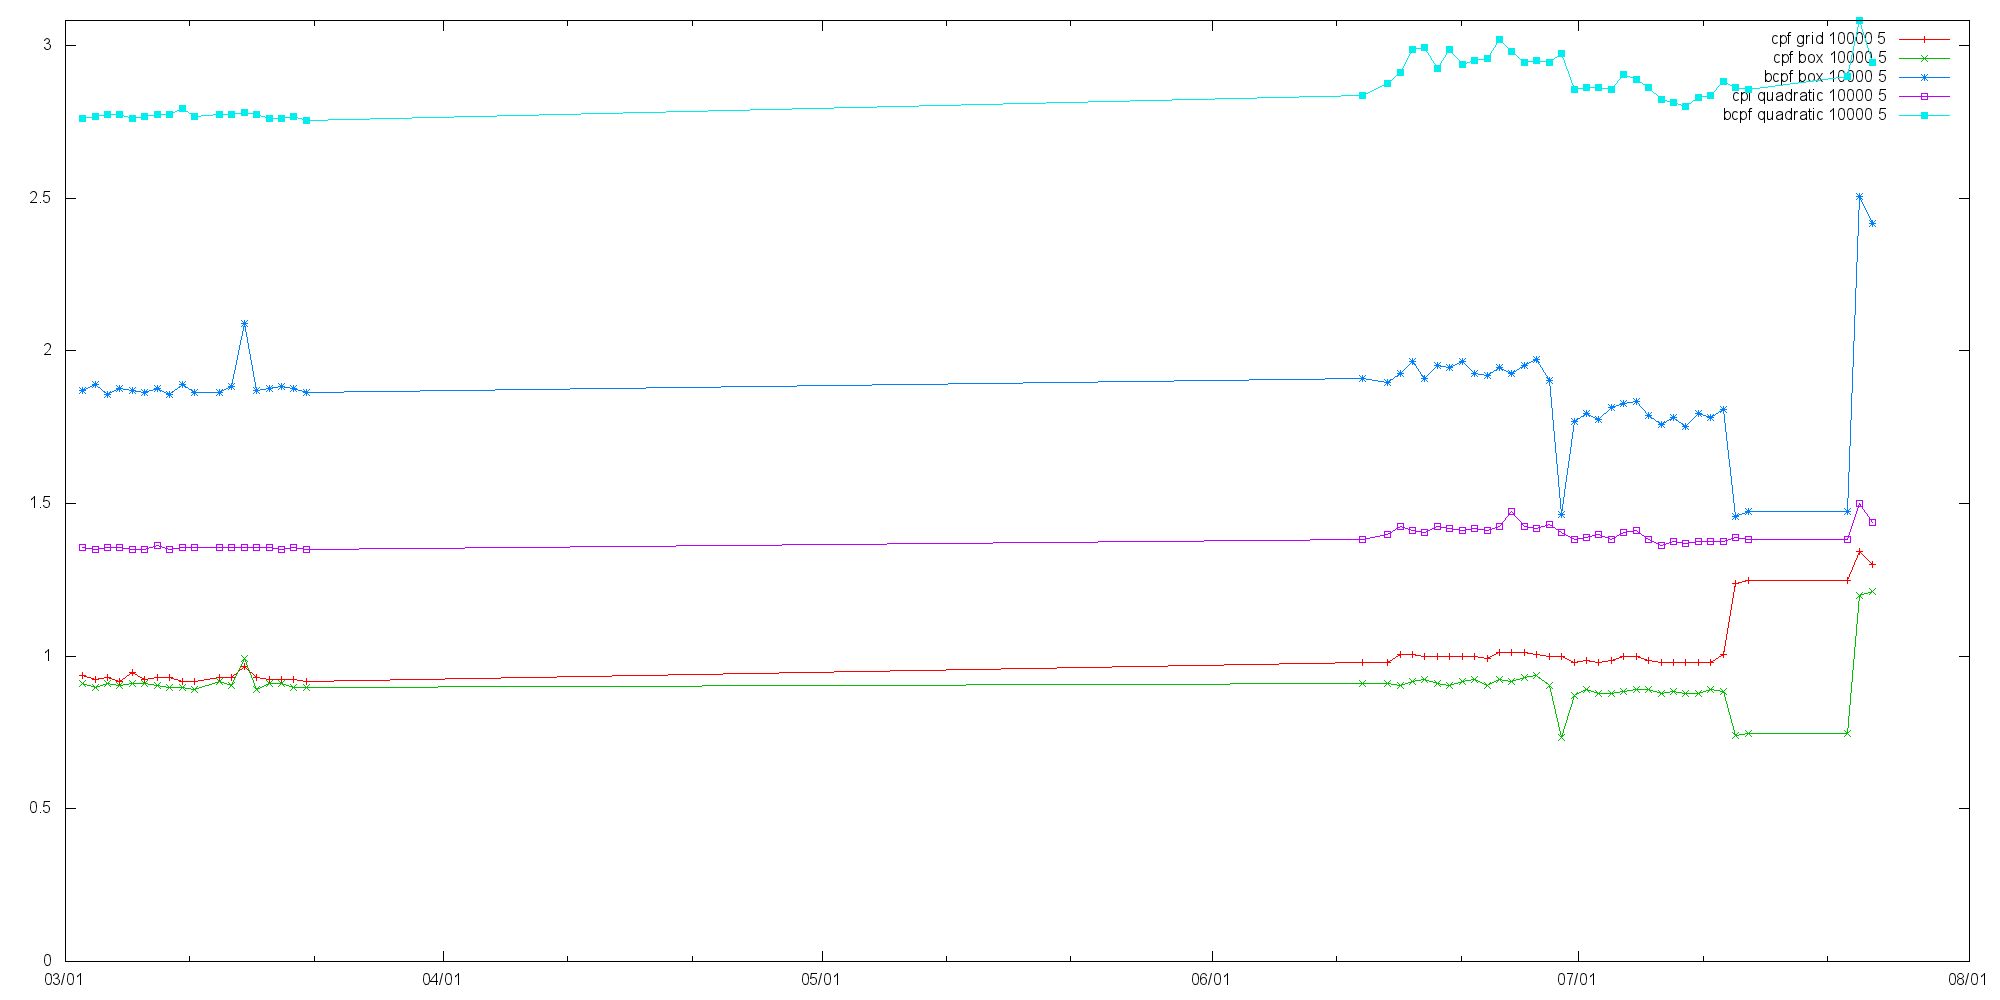 3
2.5
2
1.5
1
0.5
0
03/01 04/01 05/01 06/01 07/01 08/01
cpf grid 10000 5
cpf box 10000 5
bcpf box 10000 5
cpf quadratic 10000 5
bcpf quadratic 10000 5